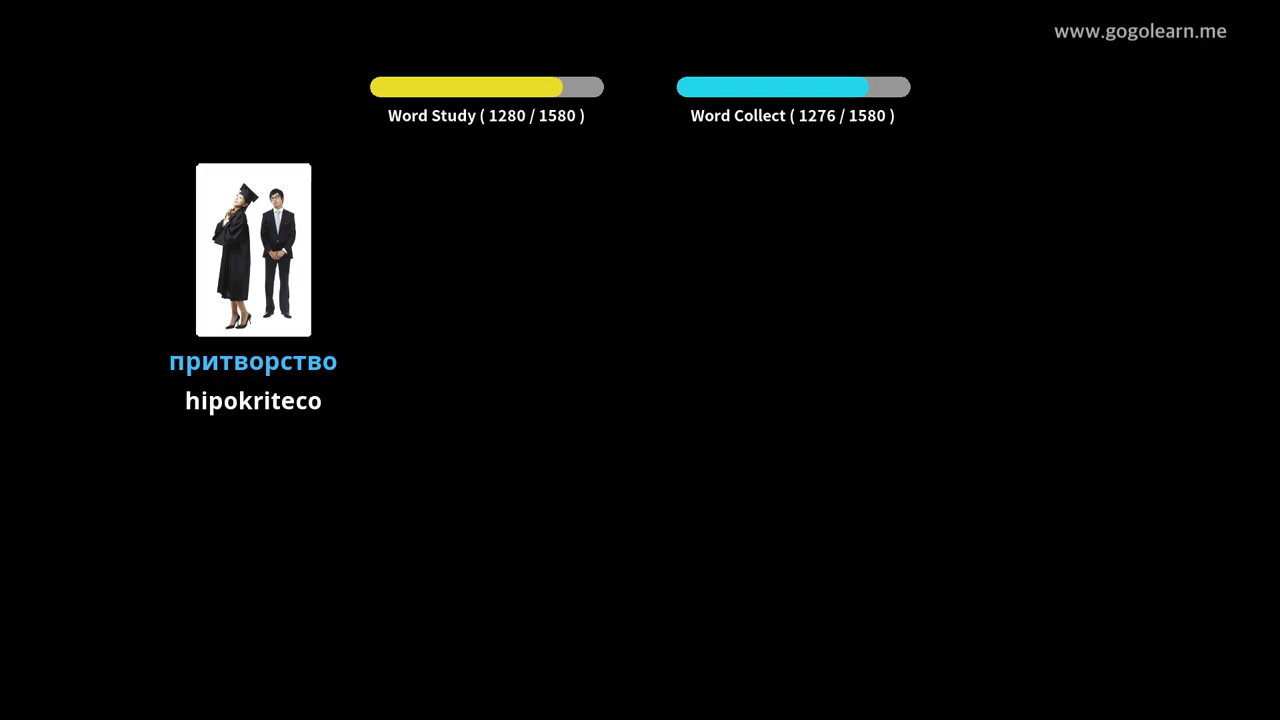 www.gogolearn.me
Word Study ( 1280 / 1580 )
Word Collect ( 1276 / 1580 )
притворство
hipokriteco